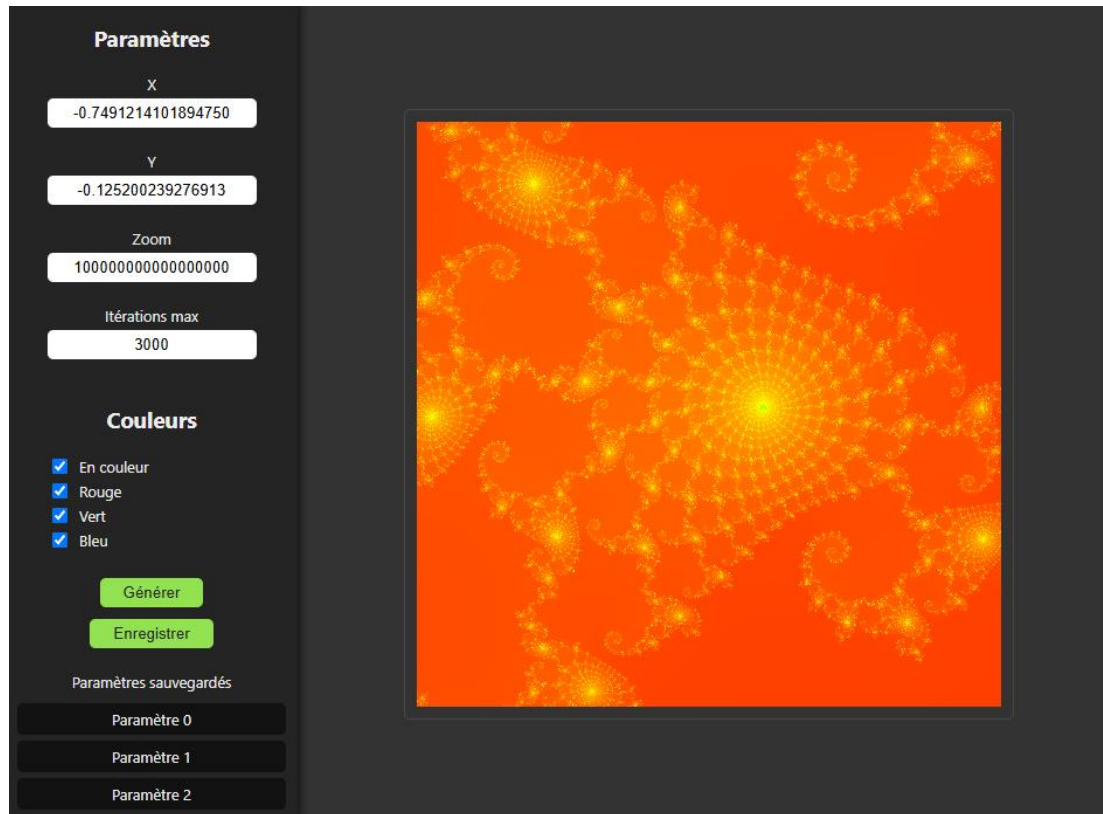 Paramètres
X
-0.7491214101894750
Y
-0.125200239276913
Zoom
100000000000000000
Itérations max
3000
Couleurs
En couleur
Rouge
Vert
Bleu
Générer
Enregistrer
Paramètres sauvegardés
Paramètre 0
Paramètre 1
Paramètre 2